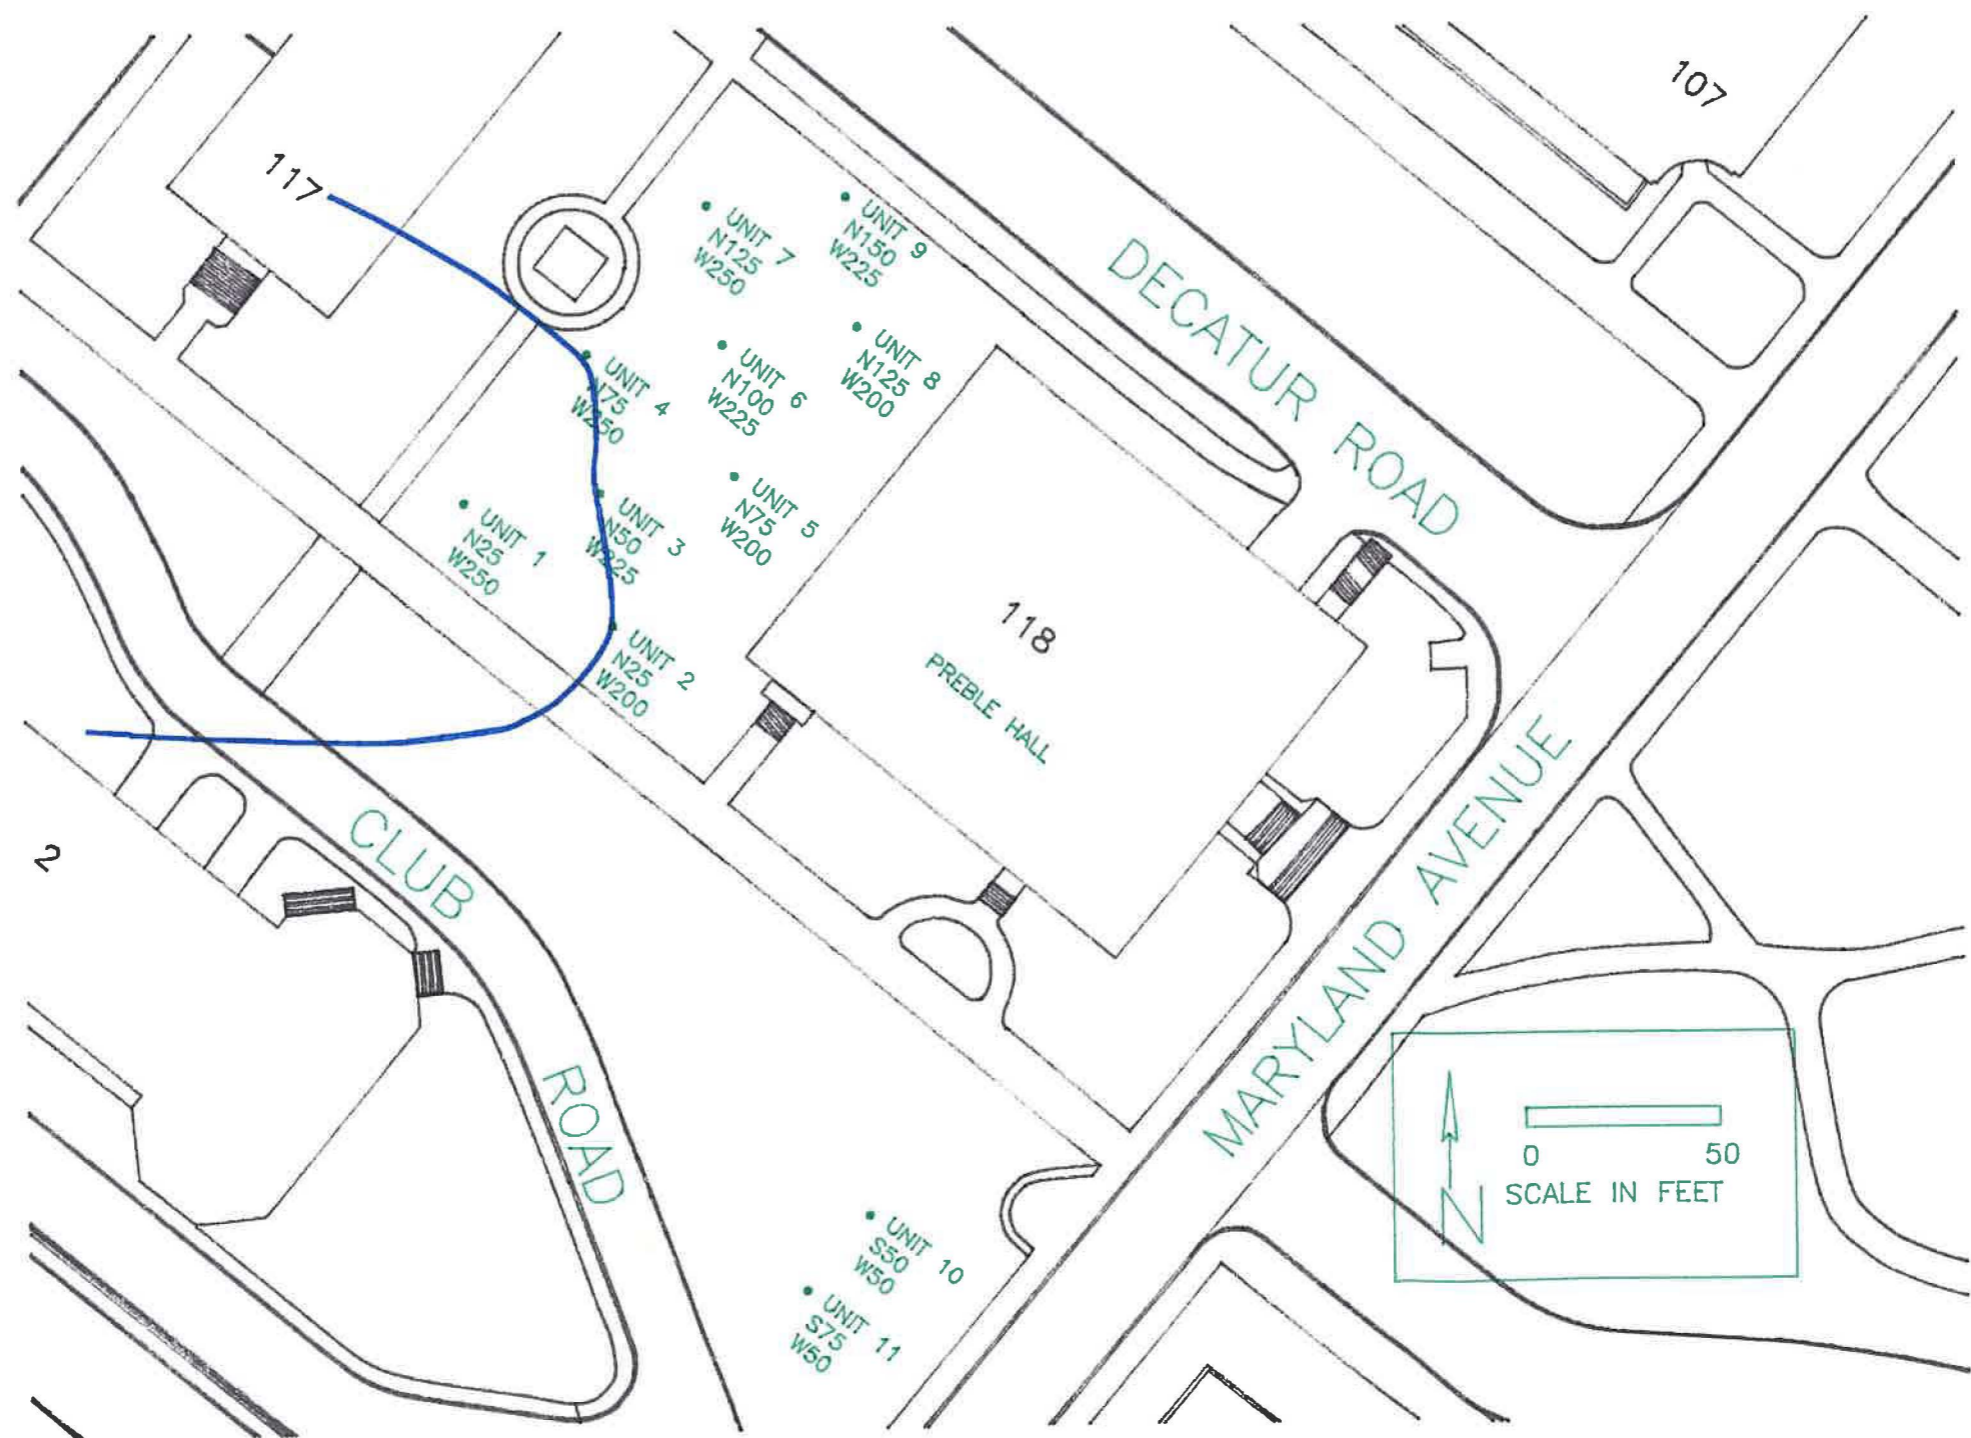 107
117
UNIT 7
N125
W250
UNIT 9
N150
W225
DECATUR ROAD
UNIT 4
N75
W250
UNIT 6
N100
W225
UNIT 8
N125
W200
UNIT 1
N25
W250
UNIT 3
N50
W225
UNIT 5
N75
W200
UNIT 2
N25
W200
118
PREBLE HALL
MARYLAND AVENUE
2
CLUB ROAD
UNIT 10
S50
W50
UNIT 11
S75
W50
N
0 50
SCALE IN FEET